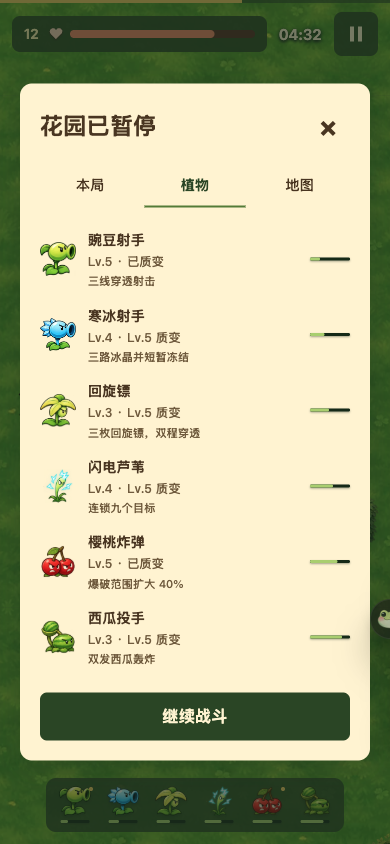 12
04:32
花园已暂停
本局 植物 地图
豌豆射手
Lv.5 · 已质变
三线穿透射击
寒冰射手
Lv.4 · Lv.5 质变
三路冰晶并短暂冻结
回旋镖
Lv.3 · Lv.5 质变
三枚回旋镖，双程穿透
闪电芦苇
Lv.4 · Lv.5 质变
连锁九个目标
樱桃炸弹
Lv.5 · 已质变
爆破范围扩大 40%
西瓜投手
Lv.3 · Lv.5 质变
双发西瓜轰炸
继续战斗